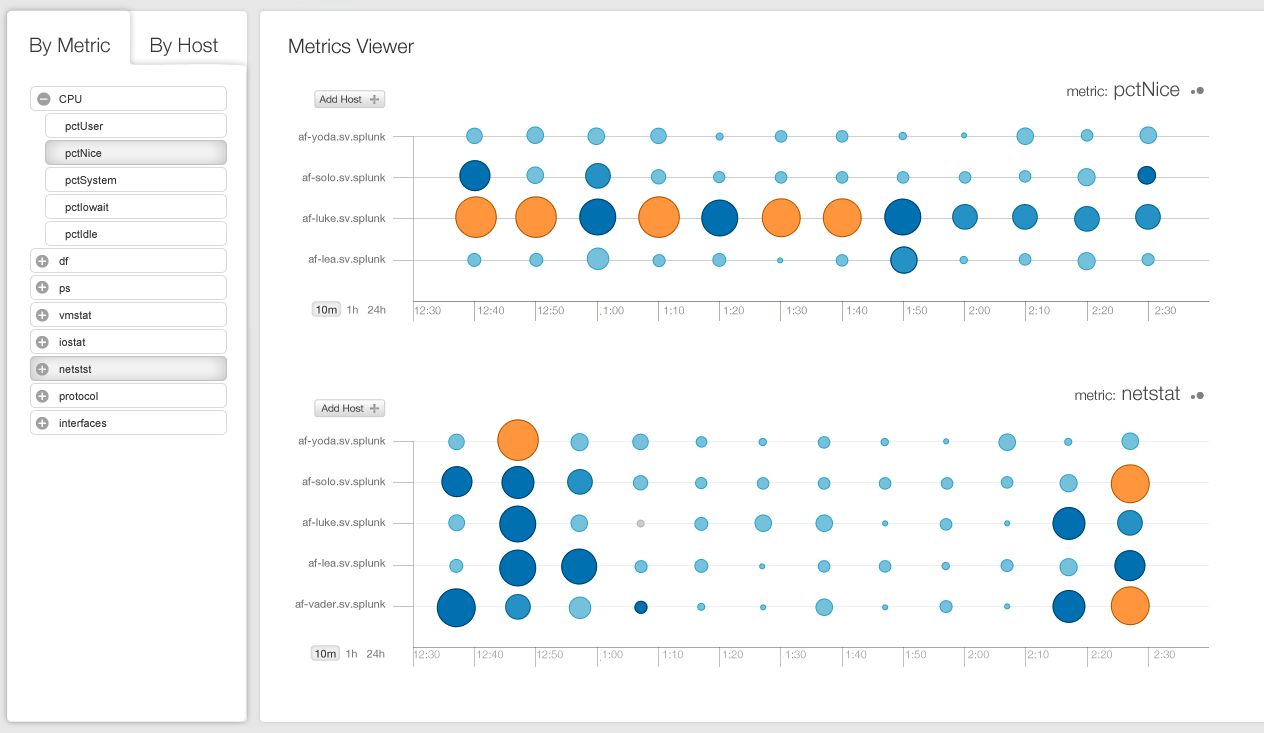 By Metric
By Host
CPU
pctUser
pctNice
pctSystem
pctIowait
pctIdle
df
ps
vmstat
iostat
netstst
protocol
interfaces
Metrics Viewer
Add Host
metric: pctNice
af-yoda.sv.splunk
af-solo.sv.splunk
af-luke.sv.splunk
af-lea.sv.splunk
10m 1h 24h
12:30 12:40 12:50 1:00 1:10 1:20 1:30 1:40 1:50 2:00 2:10 2:20 2:30
Add Host
metric: netstat
af-yoda.sv.splunk
af-solo.sv.splunk
af-luke.sv.splunk
af-lea.sv.splunk
af-vader.sv.splunk
10m 1h 24h
12:30 12:40 12:50 1:00 1:10 1:20 1:30 1:40 1:50 2:00 2:10 2:20 2:30